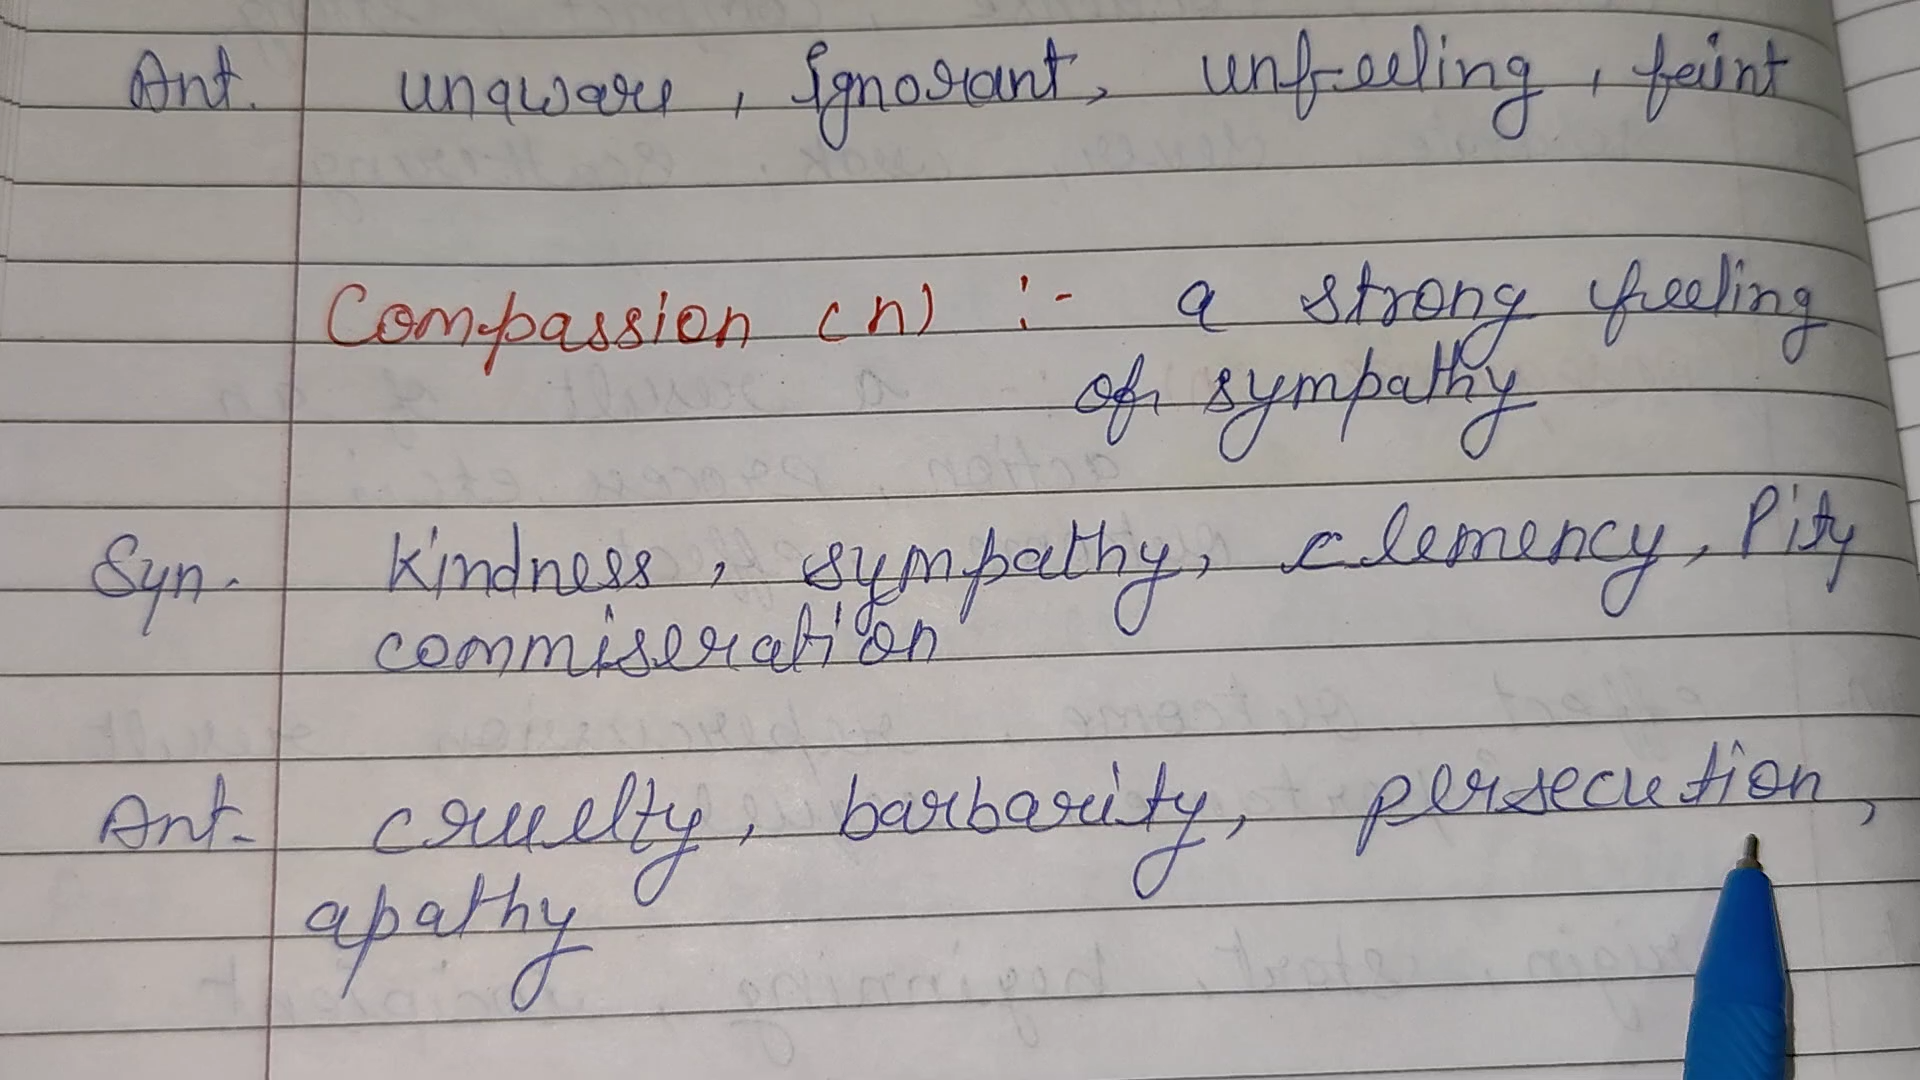 Ant. unaware, Ignorant, unfeeling, feint
Compassion (n) :- a strong feeling
of sympathy
Syn. Kindness, sympathy, clemency, Pity
commiseration
Ant. cruelty, barbarity, persecution,
apathy